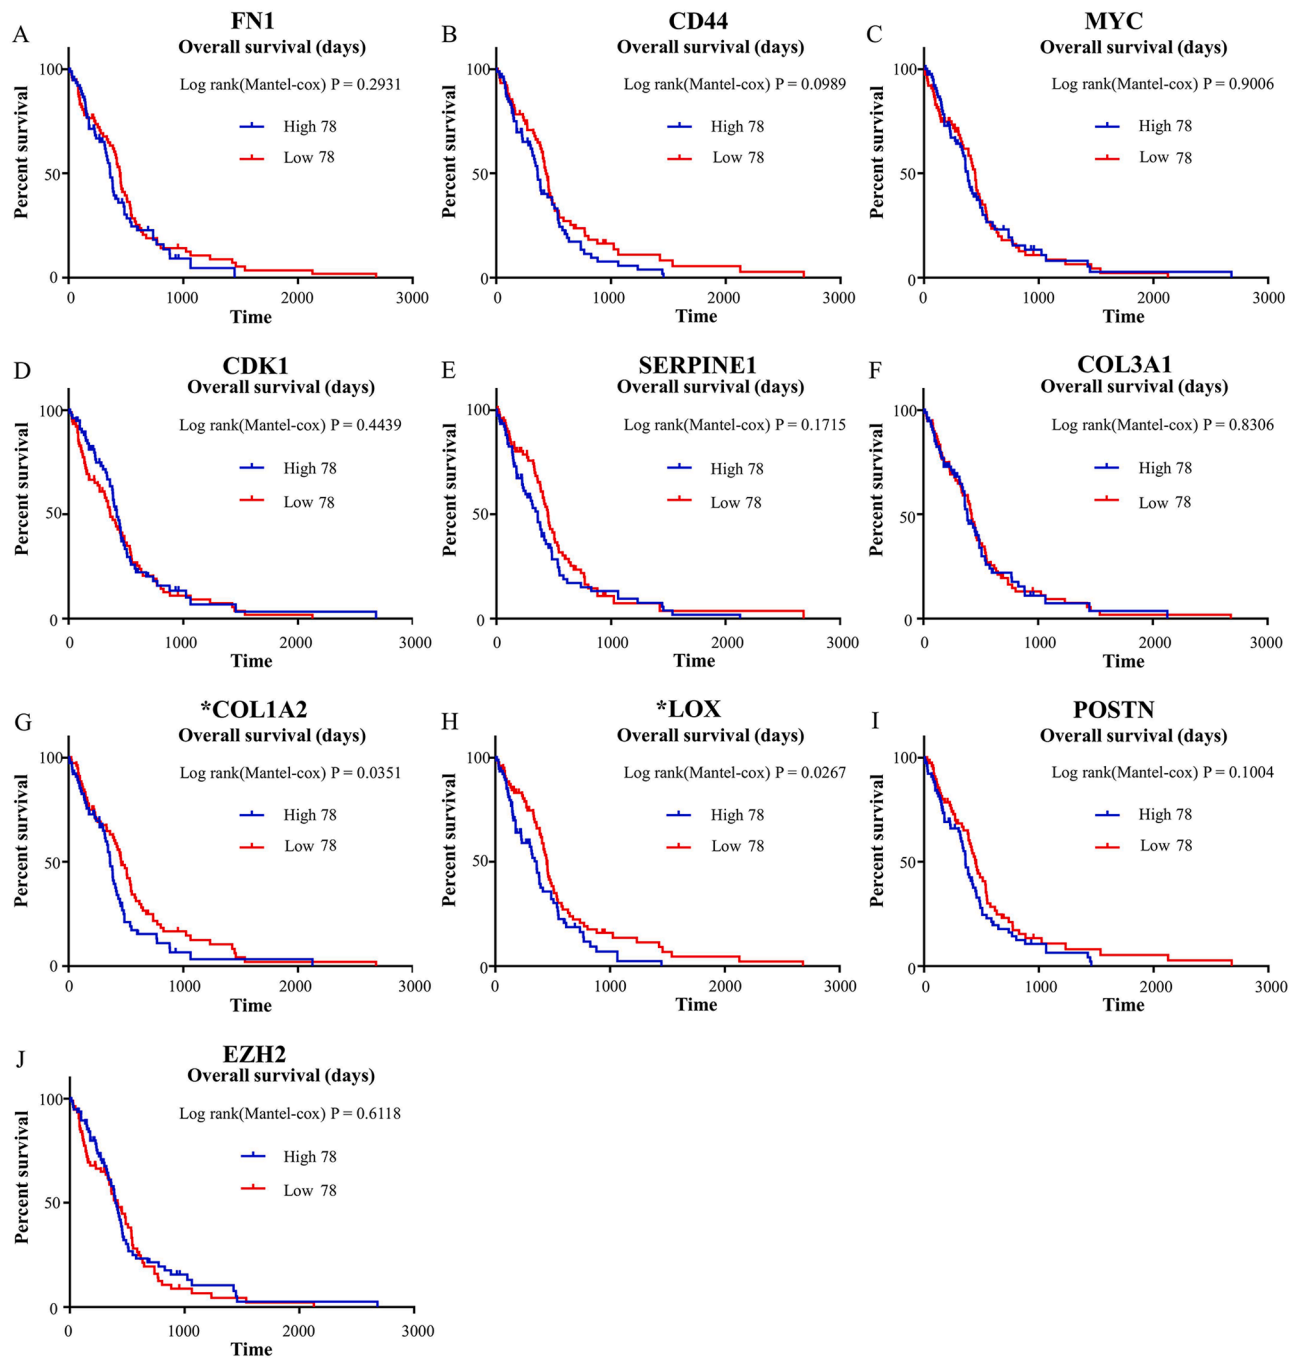 A
FN1
Overall survival (days)
Log rank(Mantel-cox) P = 0.2931
High 78
Low 78
Percent survival
100
50
0
0 1000 2000 3000
Time
B
CD44
Overall survival (days)
Log rank(Mantel-cox) P = 0.0989
High 78
Low 78
Percent survival
100
50
0
0 1000 2000 3000
Time
C
MYC
Overall survival (days)
Log rank(Mantel-cox) P = 0.9006
High 78
Low 78
Percent survival
100
50
0
0 1000 2000 3000
Time
D
CDK1
Overall survival (days)
Log rank(Mantel-cox) P = 0.4439
High 78
Low 78
Percent survival
100
50
0
0 1000 2000 3000
Time
E
SERPINE1
Overall survival (days)
Log rank(Mantel-cox) P = 0.1715
High 78
Low 78
Percent survival
100
50
0
0 1000 2000 3000
Time
F
COL3A1
Overall survival (days)
Log rank(Mantel-cox) P = 0.8306
High 78
Low 78
Percent survival
100
50
0
0 1000 2000 3000
Time
G
*COL1A2
Overall survival (days)
Log rank(Mantel-cox) P = 0.0351
High 78
Low 78
Percent survival
100
50
0
0 1000 2000 3000
Time
H
*LOX
Overall survival (days)
Log rank(Mantel-cox) P = 0.0267
High 78
Low 78
Percent survival
100
50
0
0 1000 2000 3000
Time
I
POSTN
Overall survival (days)
Log rank(Mantel-cox) P = 0.1004
High 78
Low 78
Percent survival
100
50
0
0 1000 2000 3000
Time
J
EZH2
Overall survival (days)
Log rank(Mantel-cox) P = 0.6118
High 78
Low 78
Percent survival
100
50
0
0 1000 2000 3000
Time